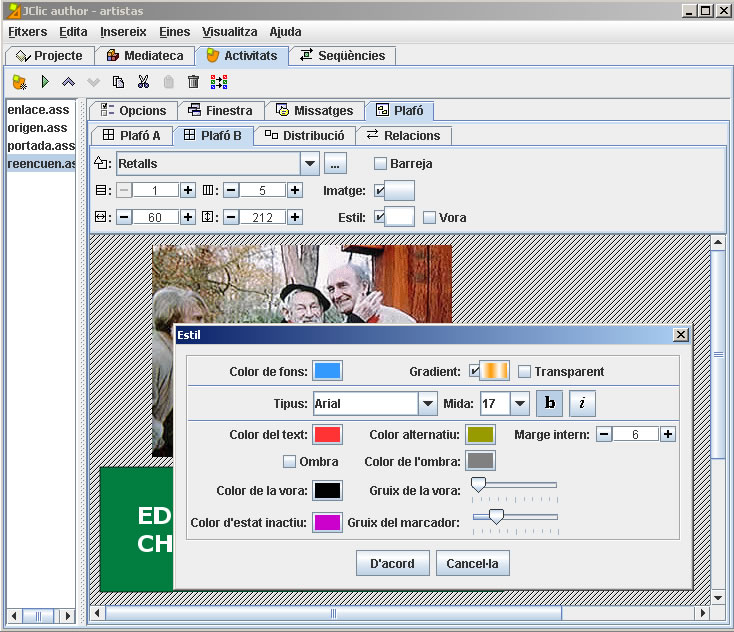 JClic author - artistas
Fitxers Edita Insereix Eines Visualitza Ajuda
Projecte Mediateca Activitats Seqüències
enlace.ass
origen.ass
portada.ass
reencuen.as
Opcions Finestra Missatges Plafó
Plafó A Plafó B Distribució Relacions
Retalls ... Barreja
1 5 Imatge:
60 212 Estil: Vora
Estil
Color de fons: Gradient: Transparent
Tipus: Arial Mida: 17 b i
Color del text: Color alternatiu: Marge intern: 6
Ombra Color de l'ombra:
Color de la vora: Gruix de la vora:
Color d'estat inactiu: Gruix del marcador:
D'acord Cancel·la
ED
CH